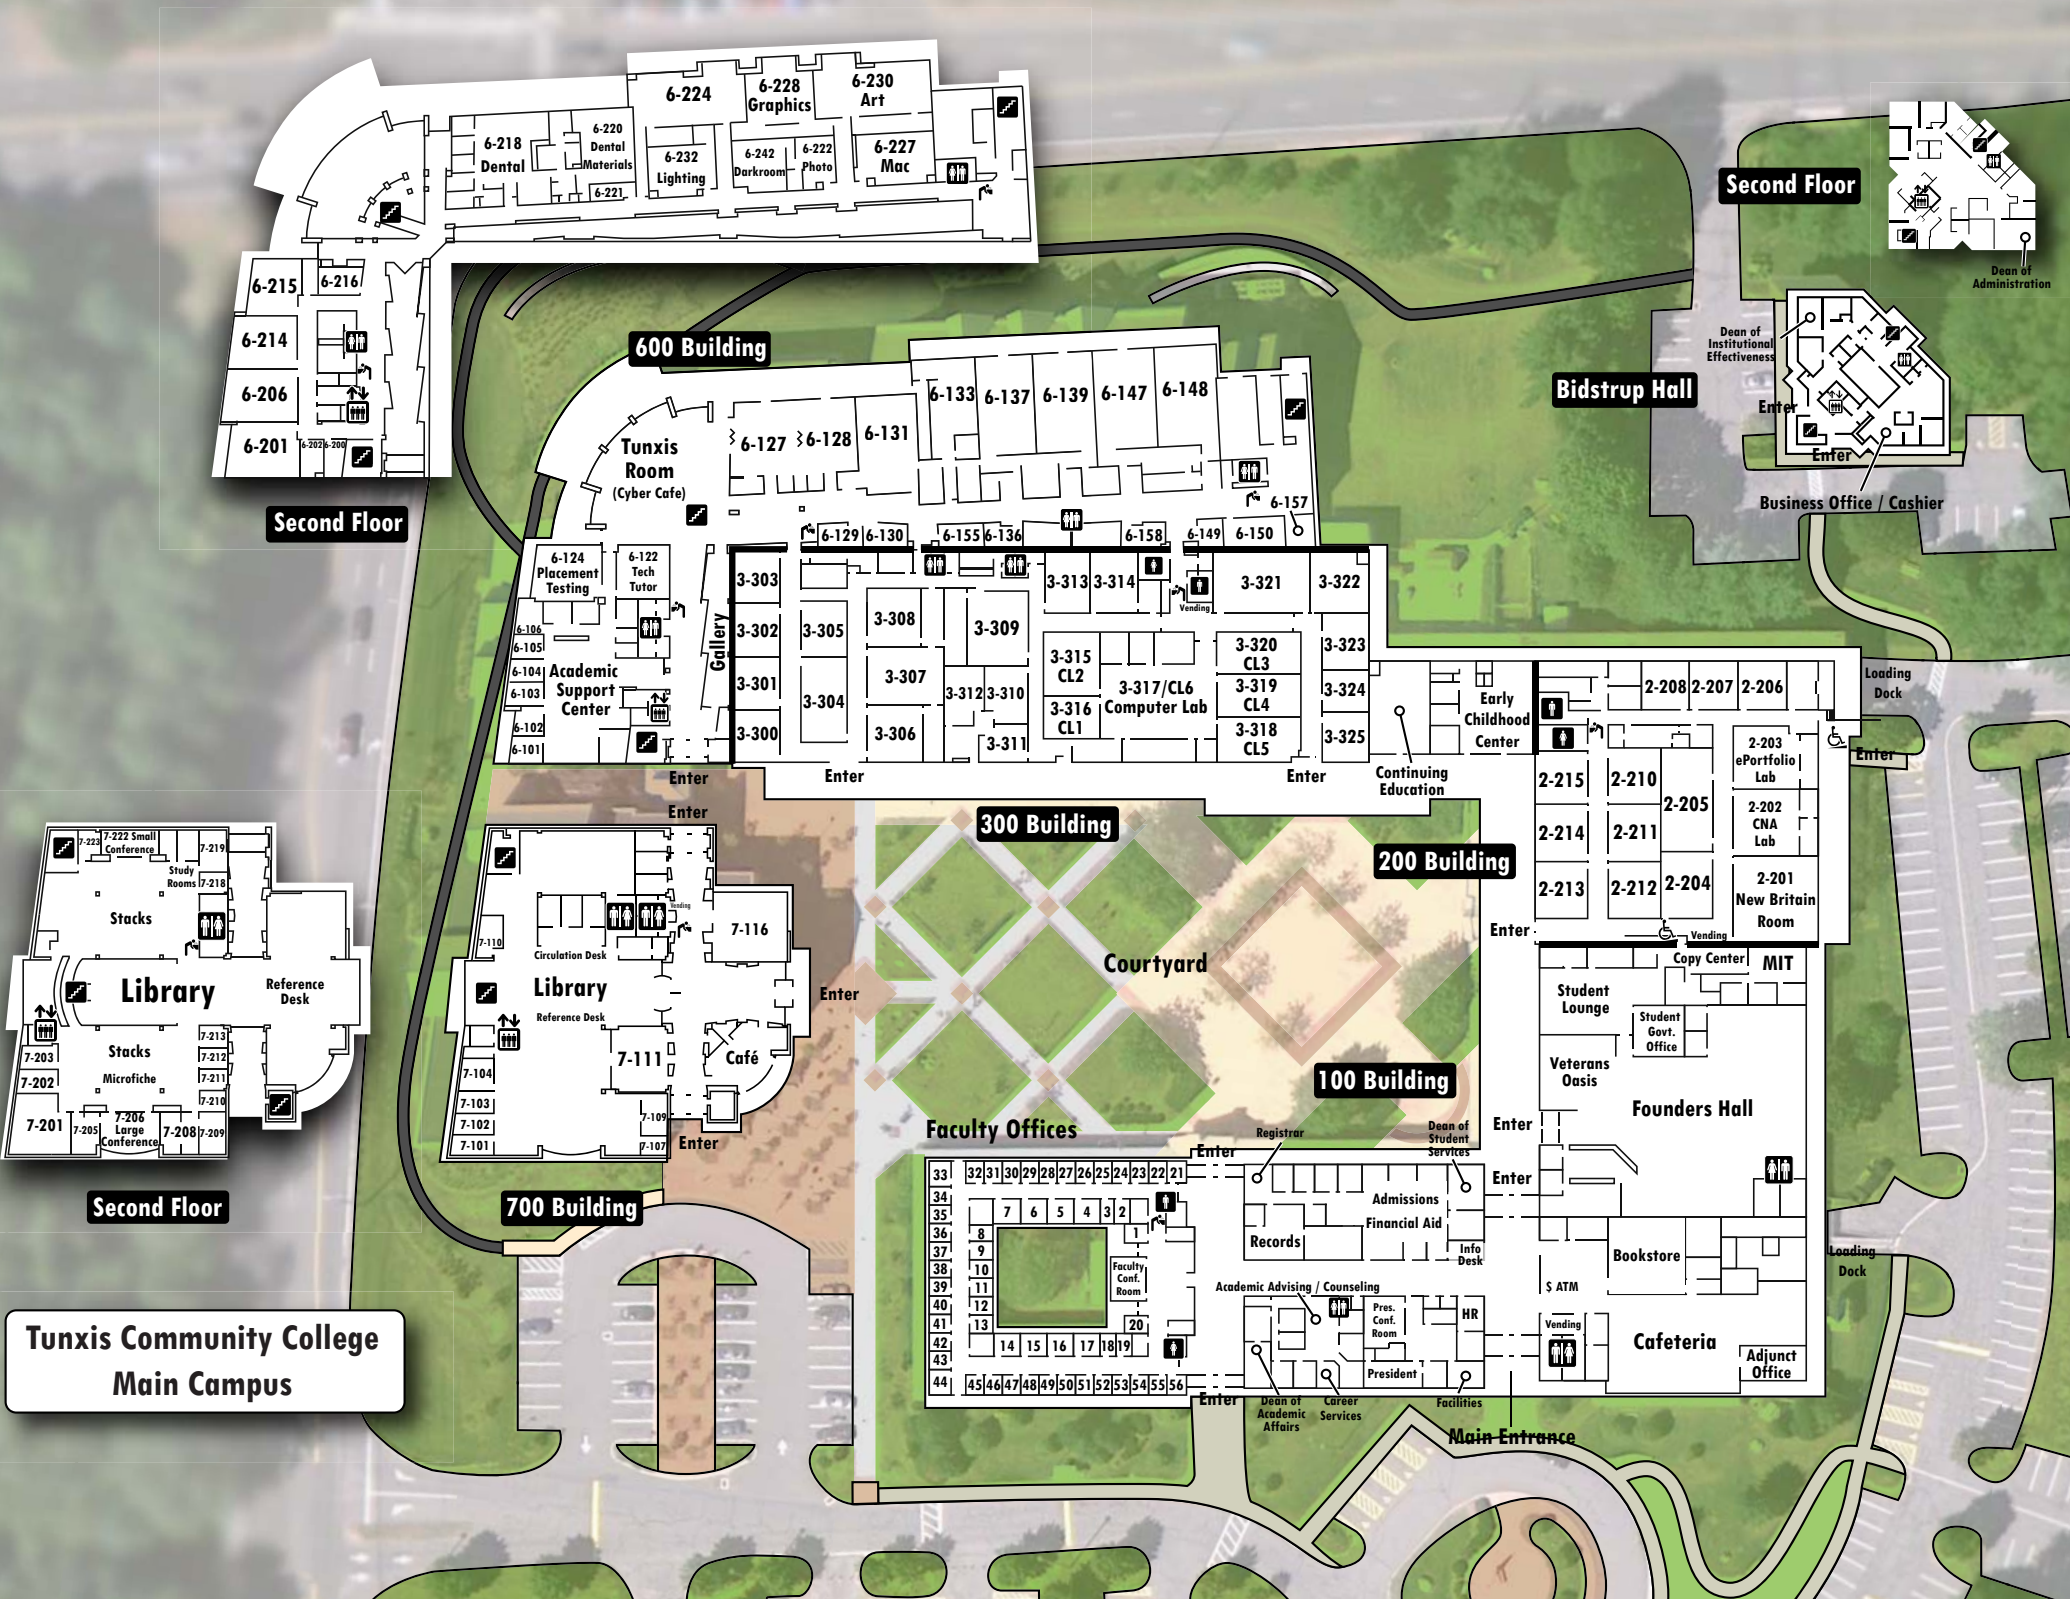 6-224
6-228
Graphics
6-230
Art
6-218
Dental
6-220
Dental
Materials
6-221
6-232
Lighting
6-242
Darkroom
6-222
Photo
6-227
Mac
6-215
6-216
6-214
6-206
6-201
6-202
6-200
Second Floor
Second Floor
Dean of
Administration
Dean of
Institutional
Effectiveness
Bidstrup Hall
Enter
Enter
Business Office / Cashier
600 Building
Tunxis
Room
(Cyber Cafe)
6-127
6-128
6-131
6-133
6-137
6-139
6-147
6-148
6-157
6-129
6-130
6-155
6-136
6-158
6-149
6-150
6-124
Placement
Testing
6-122
Tech
Tutor
6-106
6-105
6-104
6-103
6-102
6-101
Academic
Support
Center
Gallery
Enter
3-303
3-302
3-301
3-300
3-305
3-304
3-308
3-307
3-306
3-309
3-312
3-310
3-311
3-313
3-314
Vending
3-321
3-322
3-315
CL2
3-316
CL1
3-317/CL6
Computer Lab
3-320
CL3
3-319
CL4
3-318
CL5
3-323
3-324
3-325
Enter
Enter
Continuing
Education
Early
Childhood
Center
300 Building
2-208
2-207
2-206
Loading
Dock
Enter
2-203
ePortfolio
Lab
2-202
CNA
Lab
2-201
New Britain
Room
2-215
2-214
2-213
2-210
2-211
2-212
2-205
2-204
200 Building
Enter
Vending
Copy Center
MIT
Student
Lounge
Student
Govt.
Office
Veterans
Oasis
Founders Hall
100 Building
Enter
Enter
Courtyard
7-223
7-222 Small
Conference
7-219
Study
Rooms
7-218
Stacks
Library
Reference
Desk
7-213
7-212
7-211
7-210
7-209
Stacks
Microfiche
7-203
7-202
7-201
7-205
7-206
Large
Conference
7-208
Second Floor
Enter
Vending
7-116
7-110
Circulation Desk
Library
Reference Desk
7-111
Café
7-104
7-103
7-102
7-101
7-109
7-107
Enter
Enter
700 Building
Faculty Offices
33
32 31 30 29 28 27 26 25 24 23 22 21
34
35
36
37
38
39
40
41
42
43
44
7 6 5 4 3 2
1
8
9
10
11
12
13
Faculty
Conf.
Room
20
14 15 16 17 18 19
45 46 47 48 49 50 51 52 53 54 55 56
Enter
Enter
Registrar
Dean of
Student
Services
Admissions
Financial Aid
Records
Info
Desk
Academic Advising / Counseling
Pres.
Conf.
Room
HR
President
Dean of
Academic
Affairs
Career
Services
Facilities
Main Entrance
Bookstore
$ ATM
Vending
Cafeteria
Adjunct
Office
Loading
Dock
Tunxis Community College
Main Campus